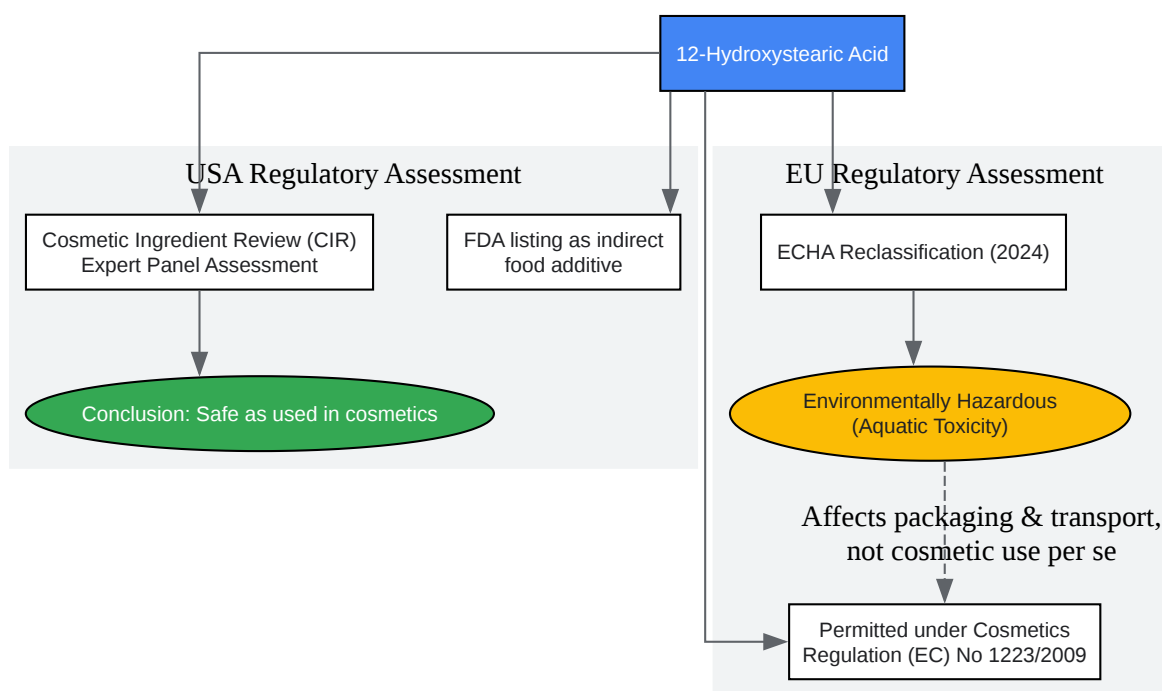 12-Hydroxystearic Acid
USA Regulatory Assessment
Cosmetic Ingredient Review (CIR)
Expert Panel Assessment
FDA listing as indirect
food additive
Conclusion: Safe as used in cosmetics
EU Regulatory Assessment
ECHA Reclassification (2024)
Environmentally Hazardous
(Aquatic Toxicity)
Affects packaging & transport,
not cosmetic use per se
Permitted under Cosmetics
Regulation (EC) No 1223/2009